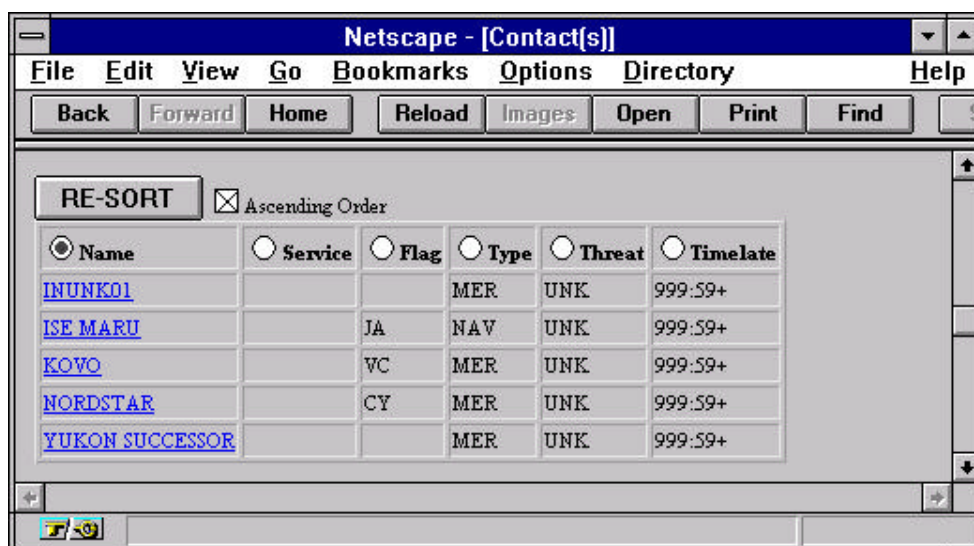 Netscape - [Contact(s)]
File Edit View Go Bookmarks Options Directory Help
Back Forward Home Reload Images Open Print Find
RE-SORT Ascending Order
Name Service Flag Type Threat Timelate
INUNK01 MER UNK 999:59+
ISE MARU JA NAV UNK 999:59+
KOVO VC MER UNK 999:59+
NORDSTAR CY MER UNK 999:59+
YUKON SUCCESSOR MER UNK 999:59+